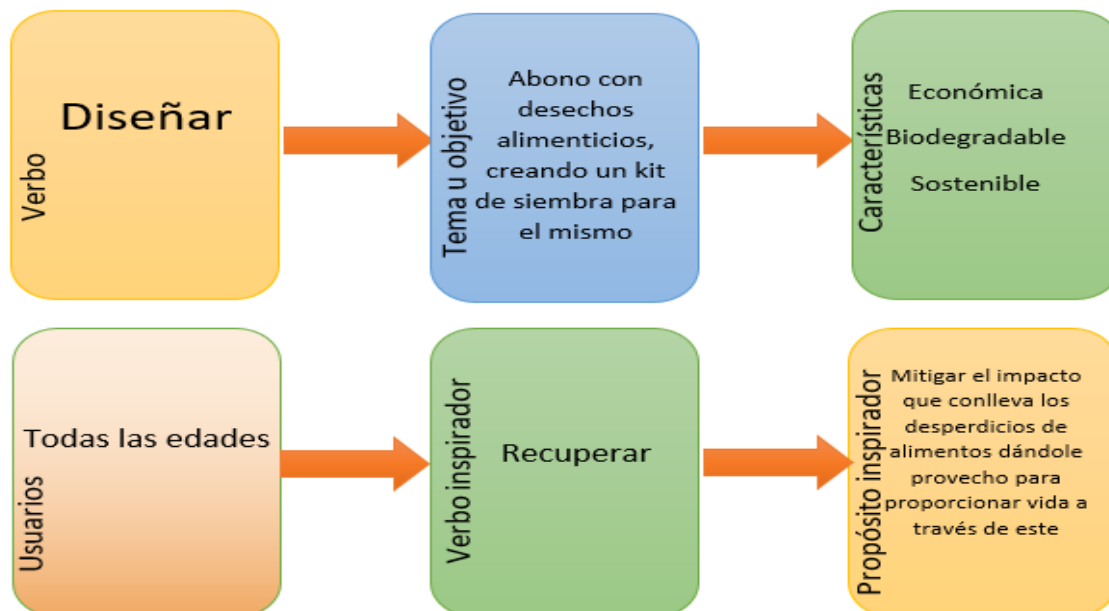 Verbo
Diseñar
Tema u objetivo
Abono con
desechos
alimenticios,
creando un kit
de siembra para
el mismo
Características
Económica
Biodegradable
Sostenible
Usuarios
Todas las edades
Verbo inspirador
Recuperar
Propósito inspirador
Mitigar el impacto
que conlleva los
desperdicios de
alimentos dándole
provecho para
proporcionar vida a
través de este